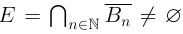 E = ⋂_{n∈ℕ} \overline{B_n} ≠ ∅